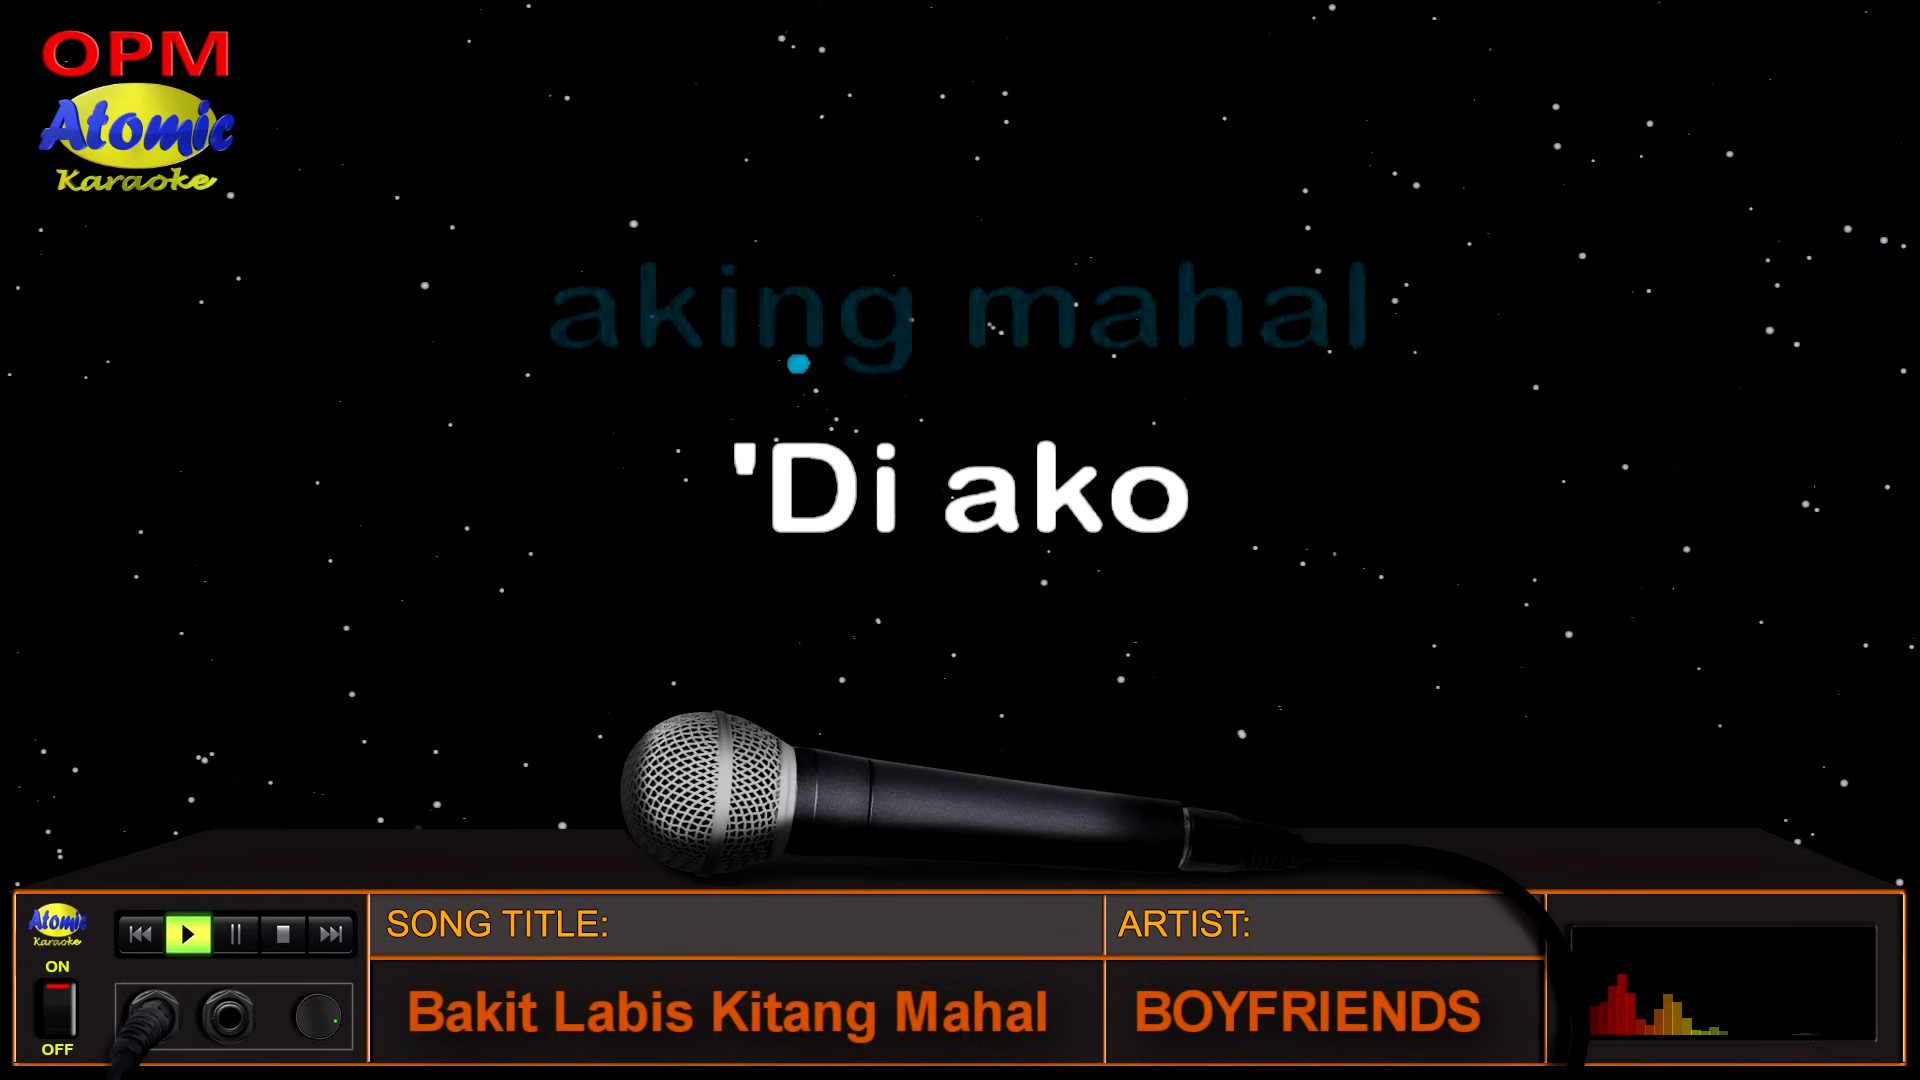 OPM
Atomic
Karaoke
aking mahal
'Di ako
Atomic
Karaoke
ON
OFF
SONG TITLE:
ARTIST:
Bakit Labis Kitang Mahal
BOYFRIENDS